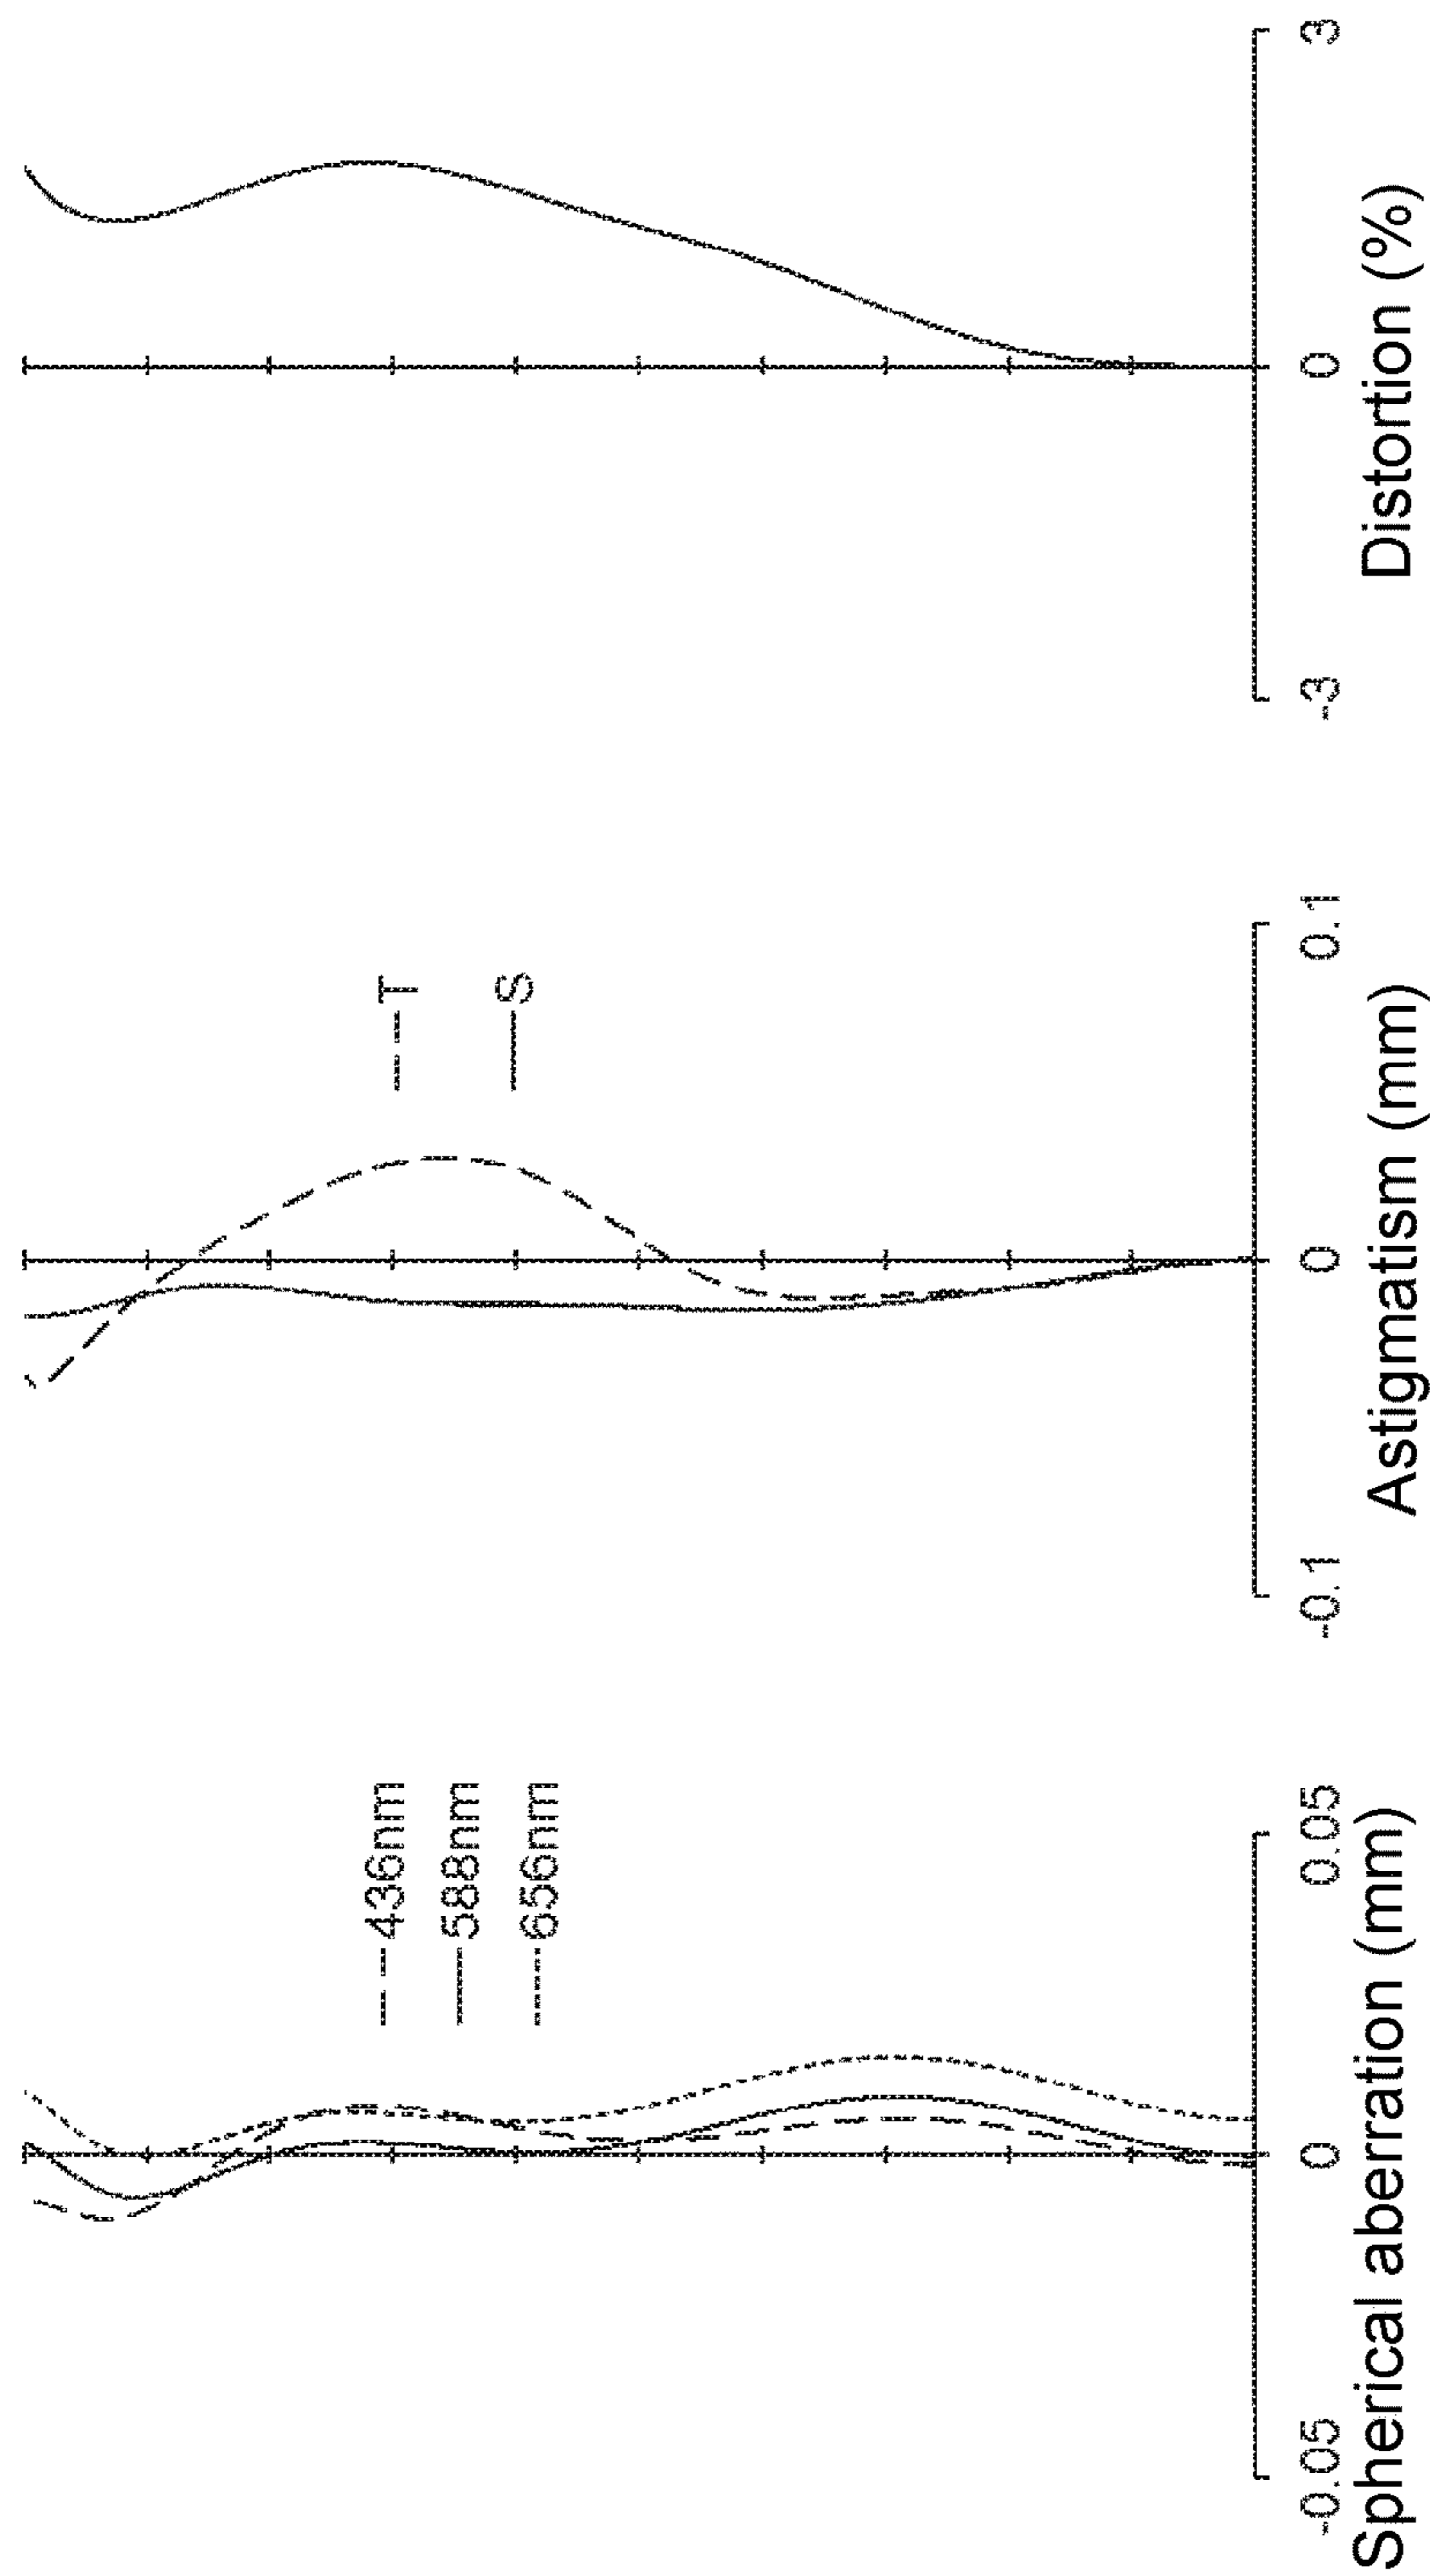 436nm
588nm
656nm
-0.05
0
0.05
Spherical aberration (mm)
T
S
-0.1
0
0.1
Astigmatism (mm)
-3
0
3
Distortion (%)